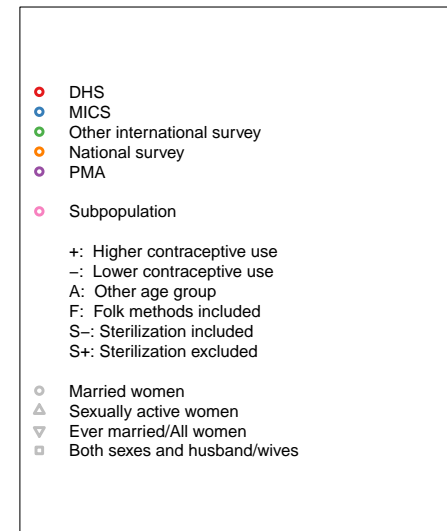 DHS
MICS
Other international survey
National survey
PMA
Subpopulation
+: Higher contraceptive use
−: Lower contraceptive use
A: Other age group
F: Folk methods included
S−: Sterilization included
S+: Sterilization excluded
Married women
Sexually active women
Ever married/All women
Both sexes and husband/wives